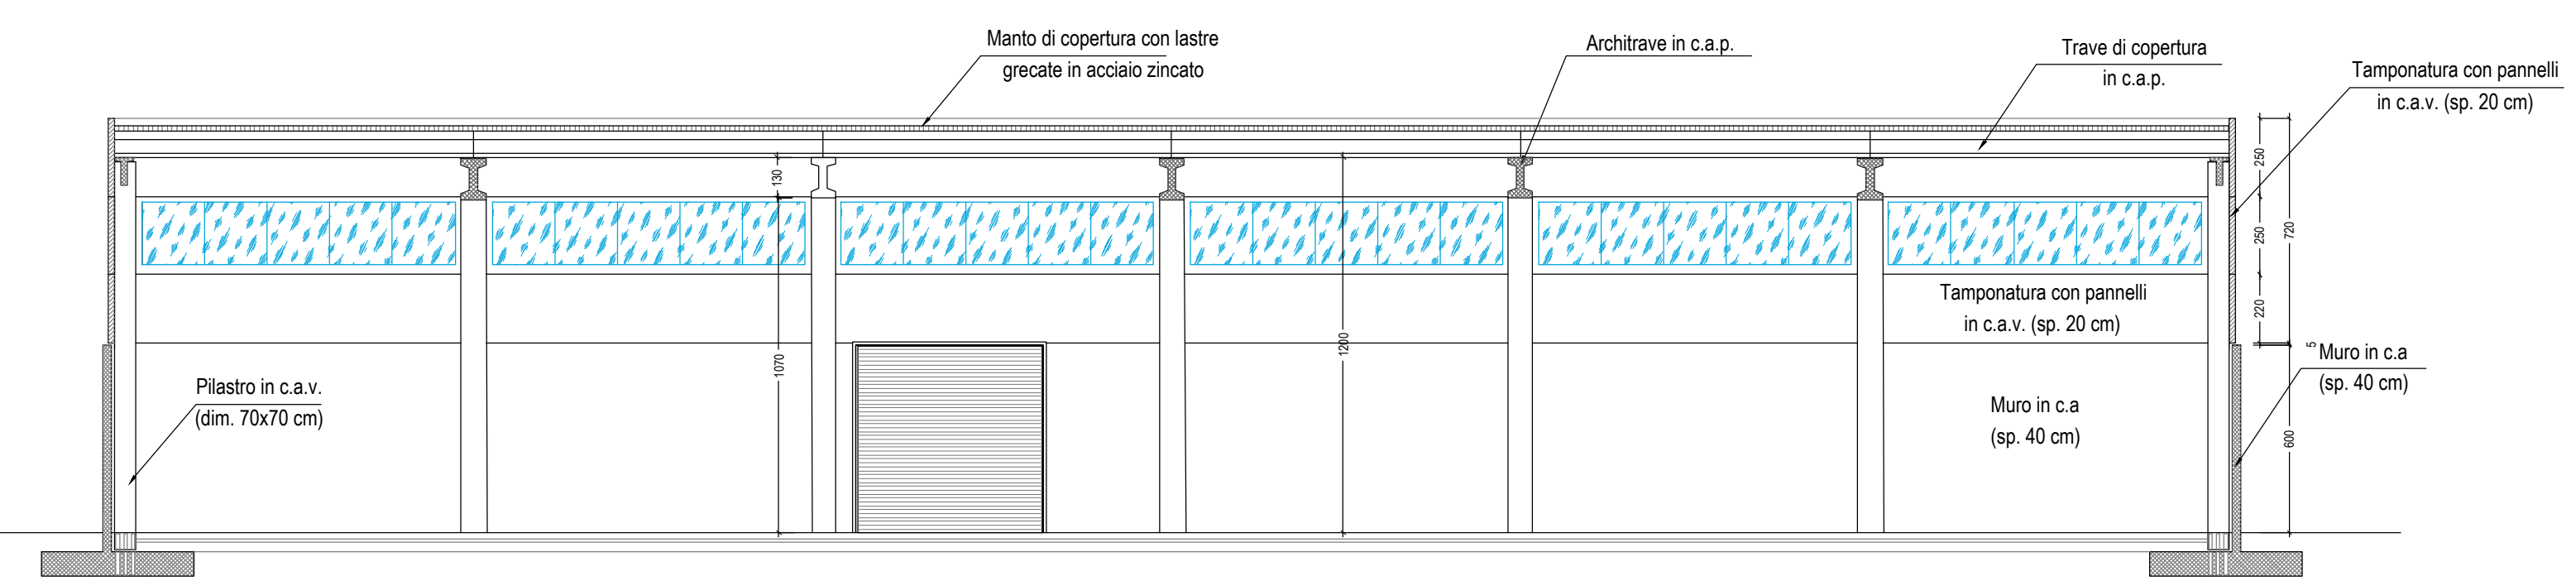 Manto di copertura con lastre
grecate in acciaio zincato
Architrave in c.a.p.
Trave di copertura
in c.a.p.
Tamponatura con pannelli
in c.a.v. (sp. 20 cm)
130
250
250
720
220
Tamponatura con pannelli
in c.a.v. (sp. 20 cm)
1070
1200
5
Muro in c.a
(sp. 40 cm)
Pilastro in c.a.v.
(dim. 70x70 cm)
Muro in c.a
(sp. 40 cm)
600